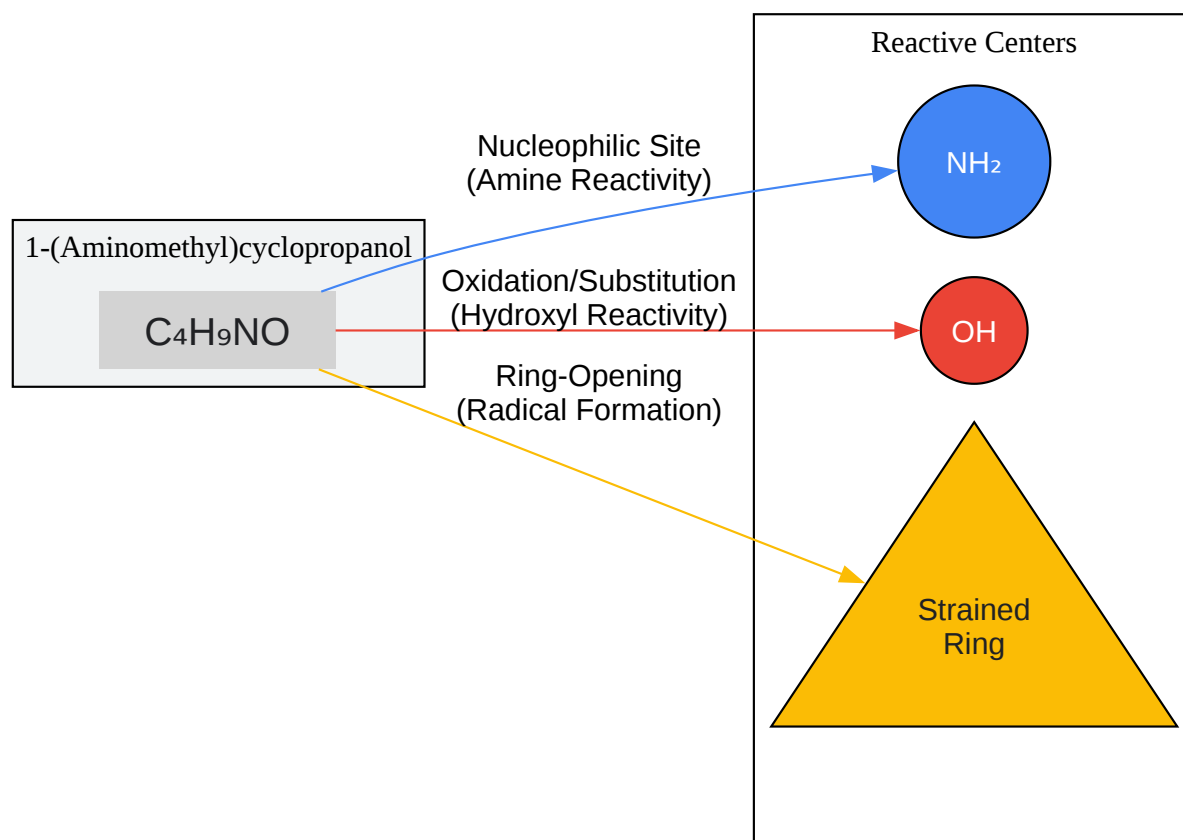 Reactive Centers
NH₂
Nucleophilic Site
(Amine Reactivity)
1-(Aminomethyl)cyclopropanol
C₄H₉NO
Oxidation/Substitution
(Hydroxyl Reactivity)
OH
Ring-Opening
(Radical Formation)
Strained
Ring